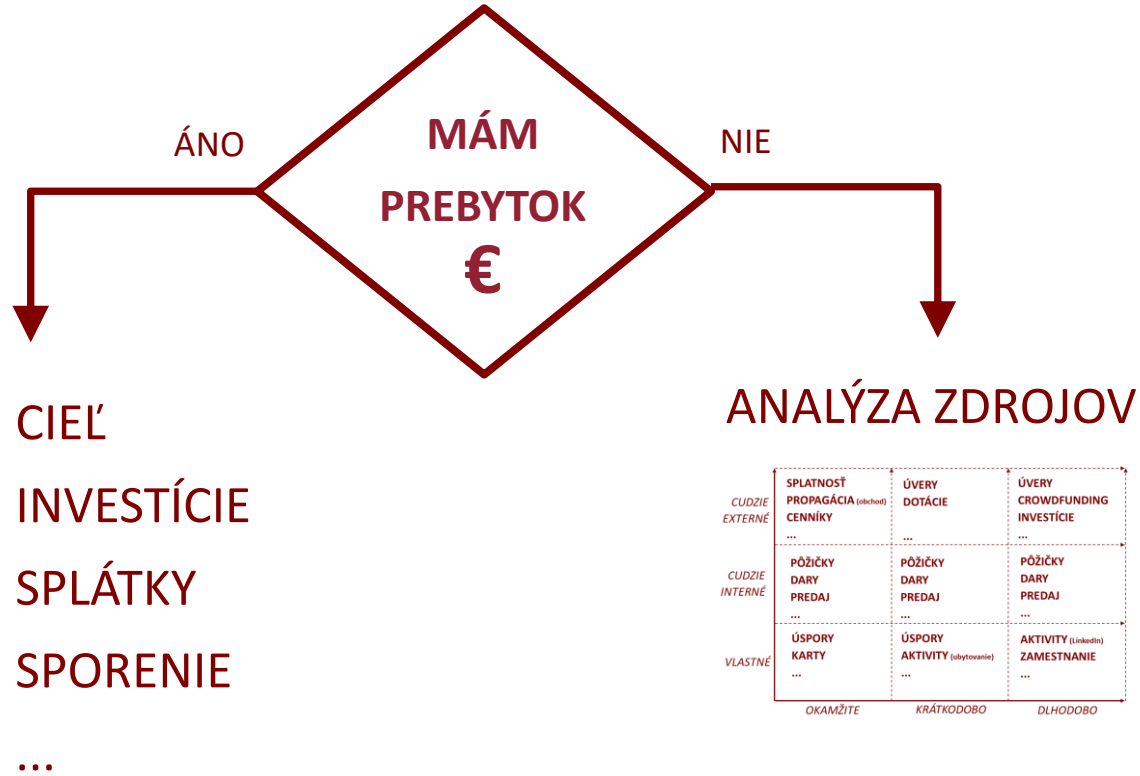 ÁNO
MÁM
PREBYTOK
€
NIE
CIEĽ
INVESTÍCIE
SPLÁTKY
SPORENIE
...
ANALÝZA ZDROJOV
CUDZIE
EXTERNÉ
SPLATNOSŤ
PROPAGÁCIA (obchod)
CENNÍKY
...
ÚVERY
DOTÁCIE
...
ÚVERY
CROWDFUNDING
INVESTÍCIE
...
CUDZIE
INTERNÉ
PÔŽIČKY
DARY
PREDAJ
...
PÔŽIČKY
DARY
PREDAJ
...
PÔŽIČKY
DARY
PREDAJ
...
VLASTNÉ
ÚSPORY
KARTY
...
ÚSPORY
AKTIVITY (ubytovanie)
...
AKTIVITY (LinkedIn)
ZAMESTNANIE
...
OKAMŽITE
KRÁTKODOBO
DLHODOBO